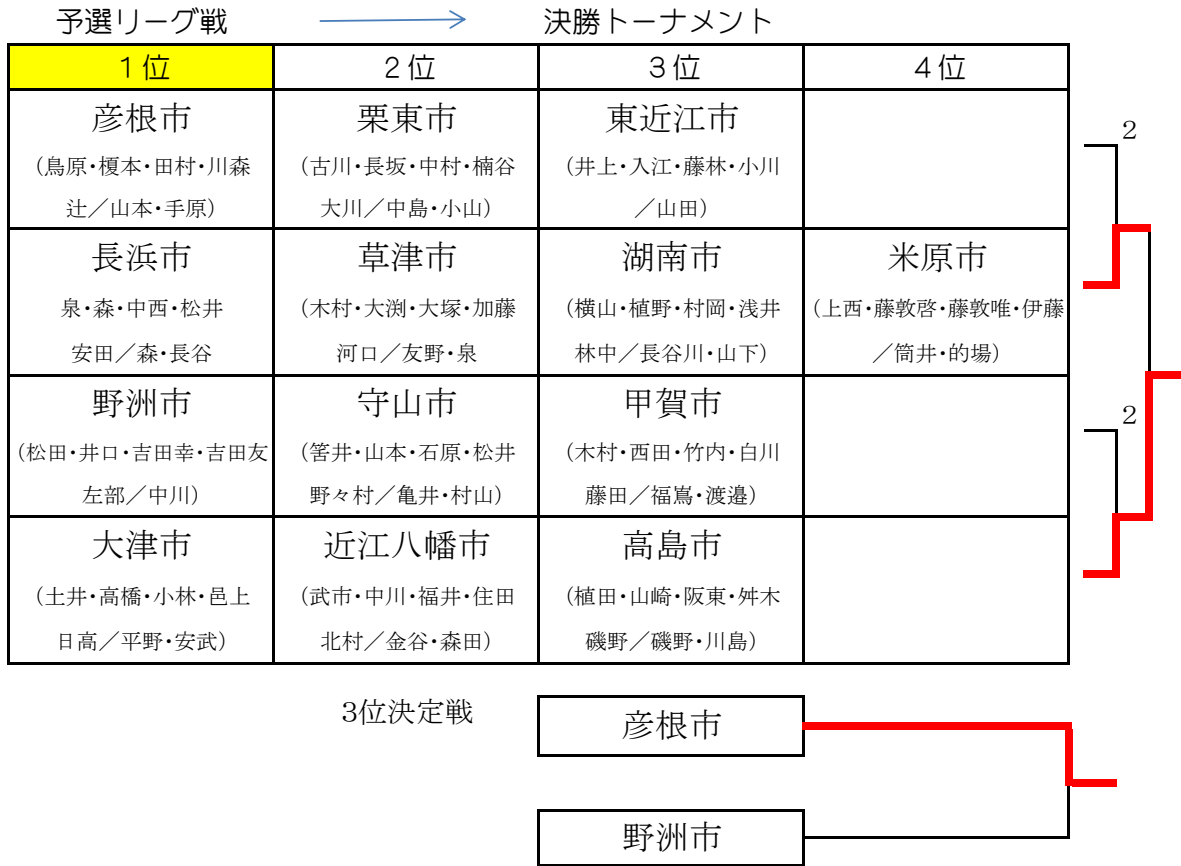 予選リーグ戦 決勝トーナメント
１位 ２位 ３位 ４位
彦根市 栗東市 東近江市
（鳥原・榎本・田村・川森 （古川・長坂・中村・楠谷 （井上・入江・藤林・小川
辻／山本・手原） 大川／中島・小山） ／山田）
2
長浜市 草津市 湖南市 米原市
泉・森・中西・松井 （木村・大渕・大塚・加藤 （横山・植野・村岡・浅井 （上西・藤敦啓・藤敦唯・伊藤
安田／森・長谷 河口／友野・泉 林中／長谷川・山下） ／筒井・的場）
野洲市 守山市 甲賀市
2
（松田・井口・吉田幸・吉田友 （筈井・山本・石原・松井 （木村・西田・竹内・白川
左部／中川） 野々村／亀井・村山） 藤田／福嶌・渡邉）
大津市 近江八幡市 高島市
（土井・高橋・小林・邑上 （武市・中川・福井・住田 （植田・山崎・阪東・舛木
日高／平野・安武） 北村／金谷・森田） 磯野／磯野・川島）
3位決定戦 彦根市
野洲市